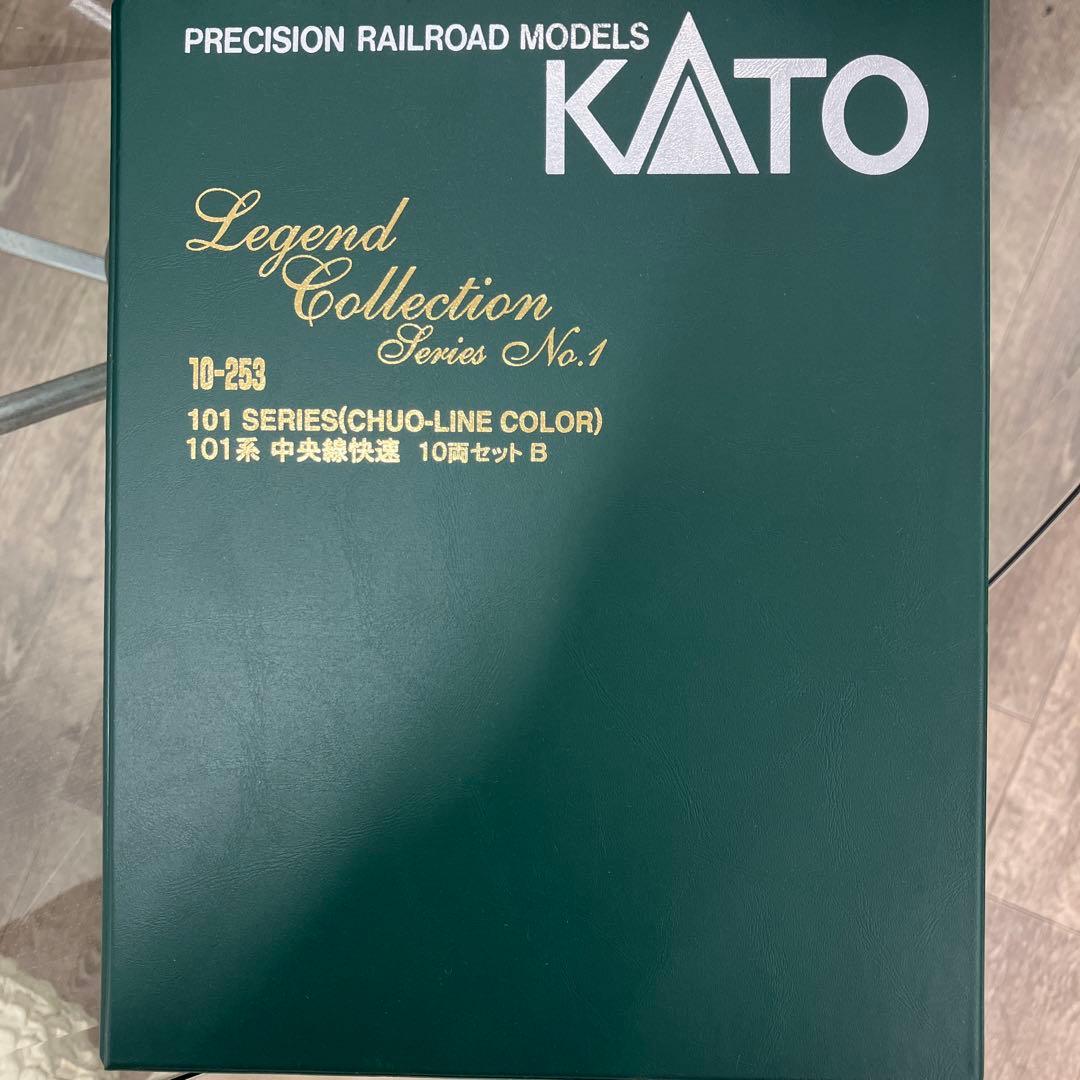 PRECISION RAILROAD MODELS
KATO
Legend
Collection
Series No.1
10-253
101 SERIES(CHUO-LINE COLOR)
101系 中央線快速 10両セット B